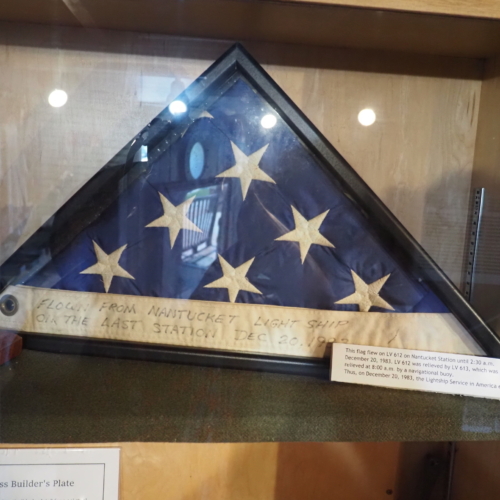 FLOWN FROM NANTUCKET LIGHT SHIP
ON THE LAST STATION DEC 20. 1983
This flag flew on LV 612 on Nantucket Station until 2:30 a.m.
December 20, 1983. LV 612 was relieved by LV 613, which was
relieved at 8:00 a.m. by a navigational buoy.
Thus, on December 20, 1983, the Lightship Service in America
ss Builder's Plate